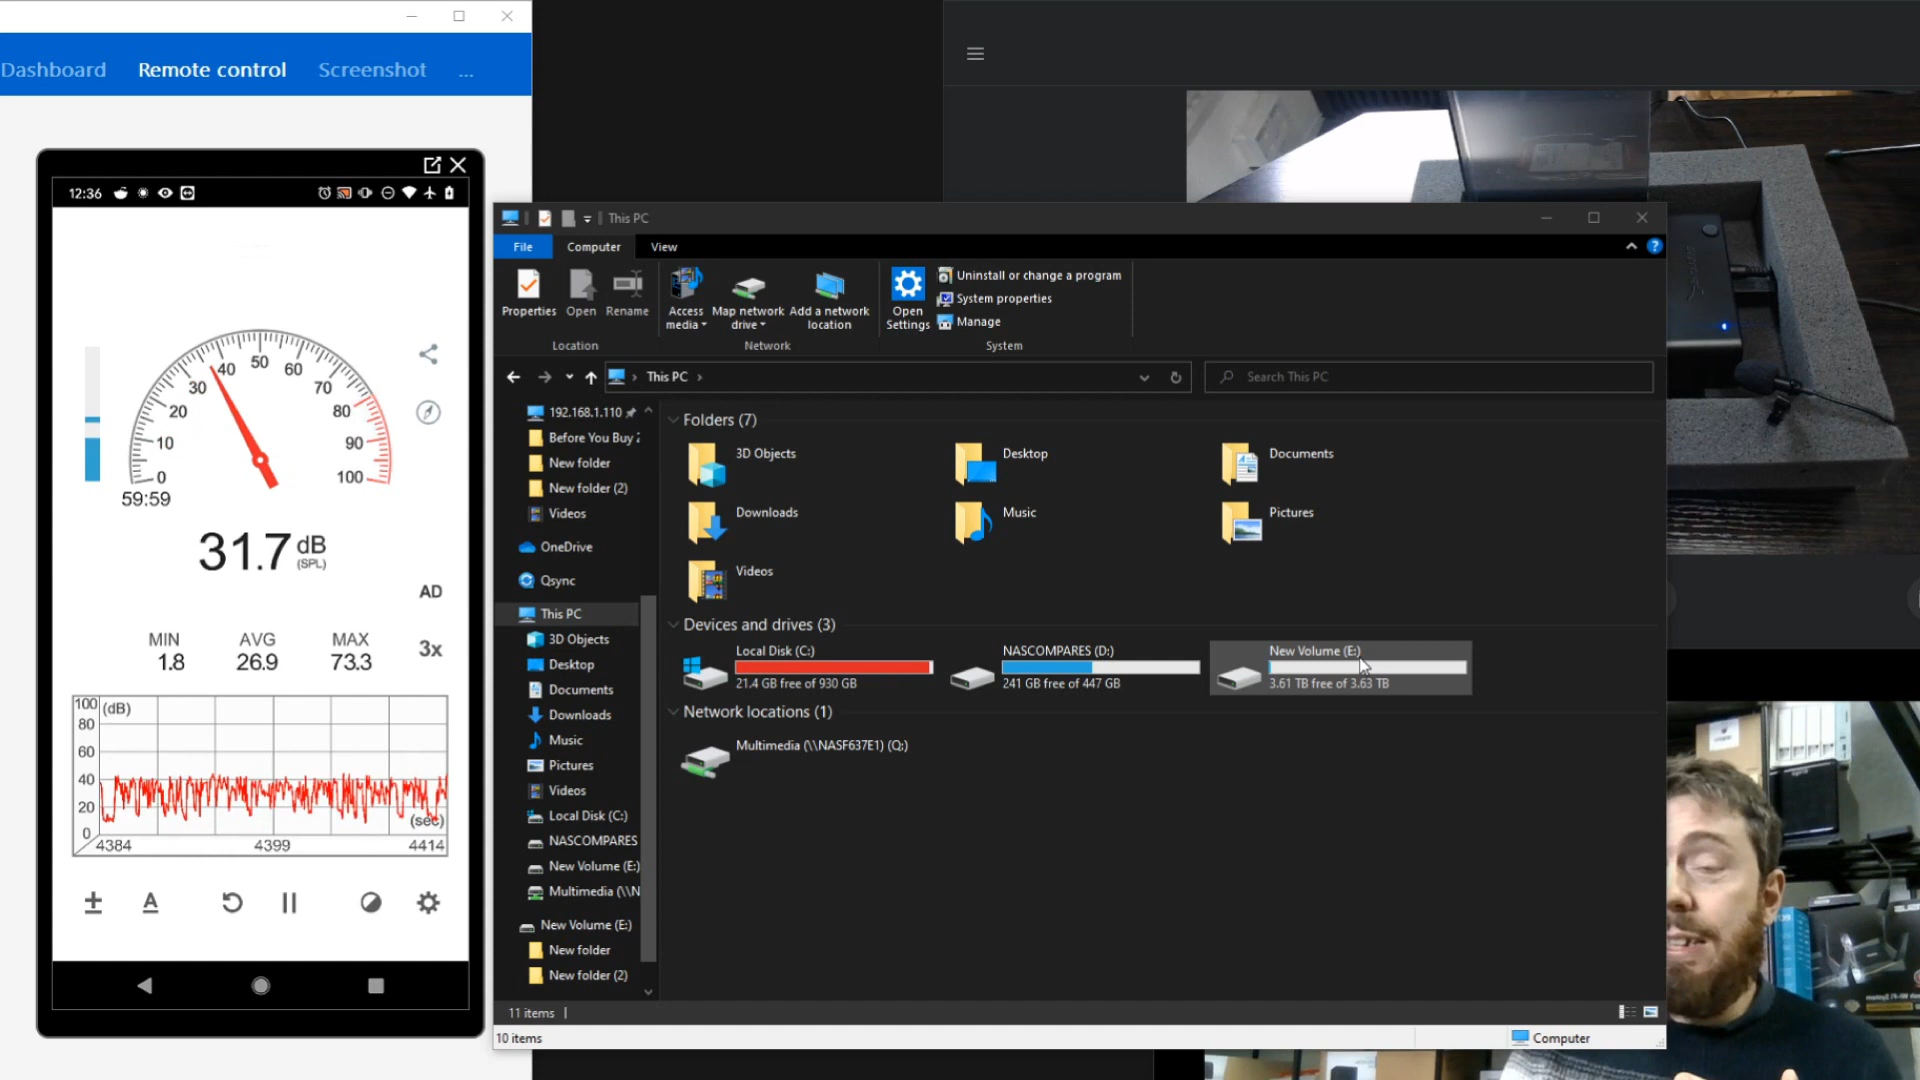 Dashboard Remote control Screenshot ...
12:36
0 10 20 30 40 50 60 70 80 90 100
59:59
31.7 dB
(SPL)
AD
MIN AVG MAX
1.8 26.9 73.3
3x
100 (dB)
80
60
40
20
0
(sec)
4384 4399 4414
A
This PC
File Computer View
Properties
Open
Rename
Access
media
Map network
drive
Add a network
location
Open
Settings
Uninstall or change a program
System properties
Manage
Location Network System
This PC
Search This PC
192.168.1.110
Before You Buy 2
New folder
New folder (2)
Videos
OneDrive
Qsync
This PC
3D Objects
Desktop
Documents
Downloads
Music
Pictures
Videos
Local Disk (C:)
NASCOMPARES
New Volume (E:)
Multimedia (\\N
New Volume (E:)
New folder
New folder (2)
Folders (7)
3D Objects
Desktop
Documents
Downloads
Music
Pictures
Videos
Devices and drives (3)
Local Disk (C:)
21.4 GB free of 930 GB
NASCOMPARES (D:)
241 GB free of 447 GB
New Volume (E:)
3.61 TB free of 3.63 TB
Network locations (1)
Multimedia (\\NASF637E1) (Q:)
11 items
10 items
Computer